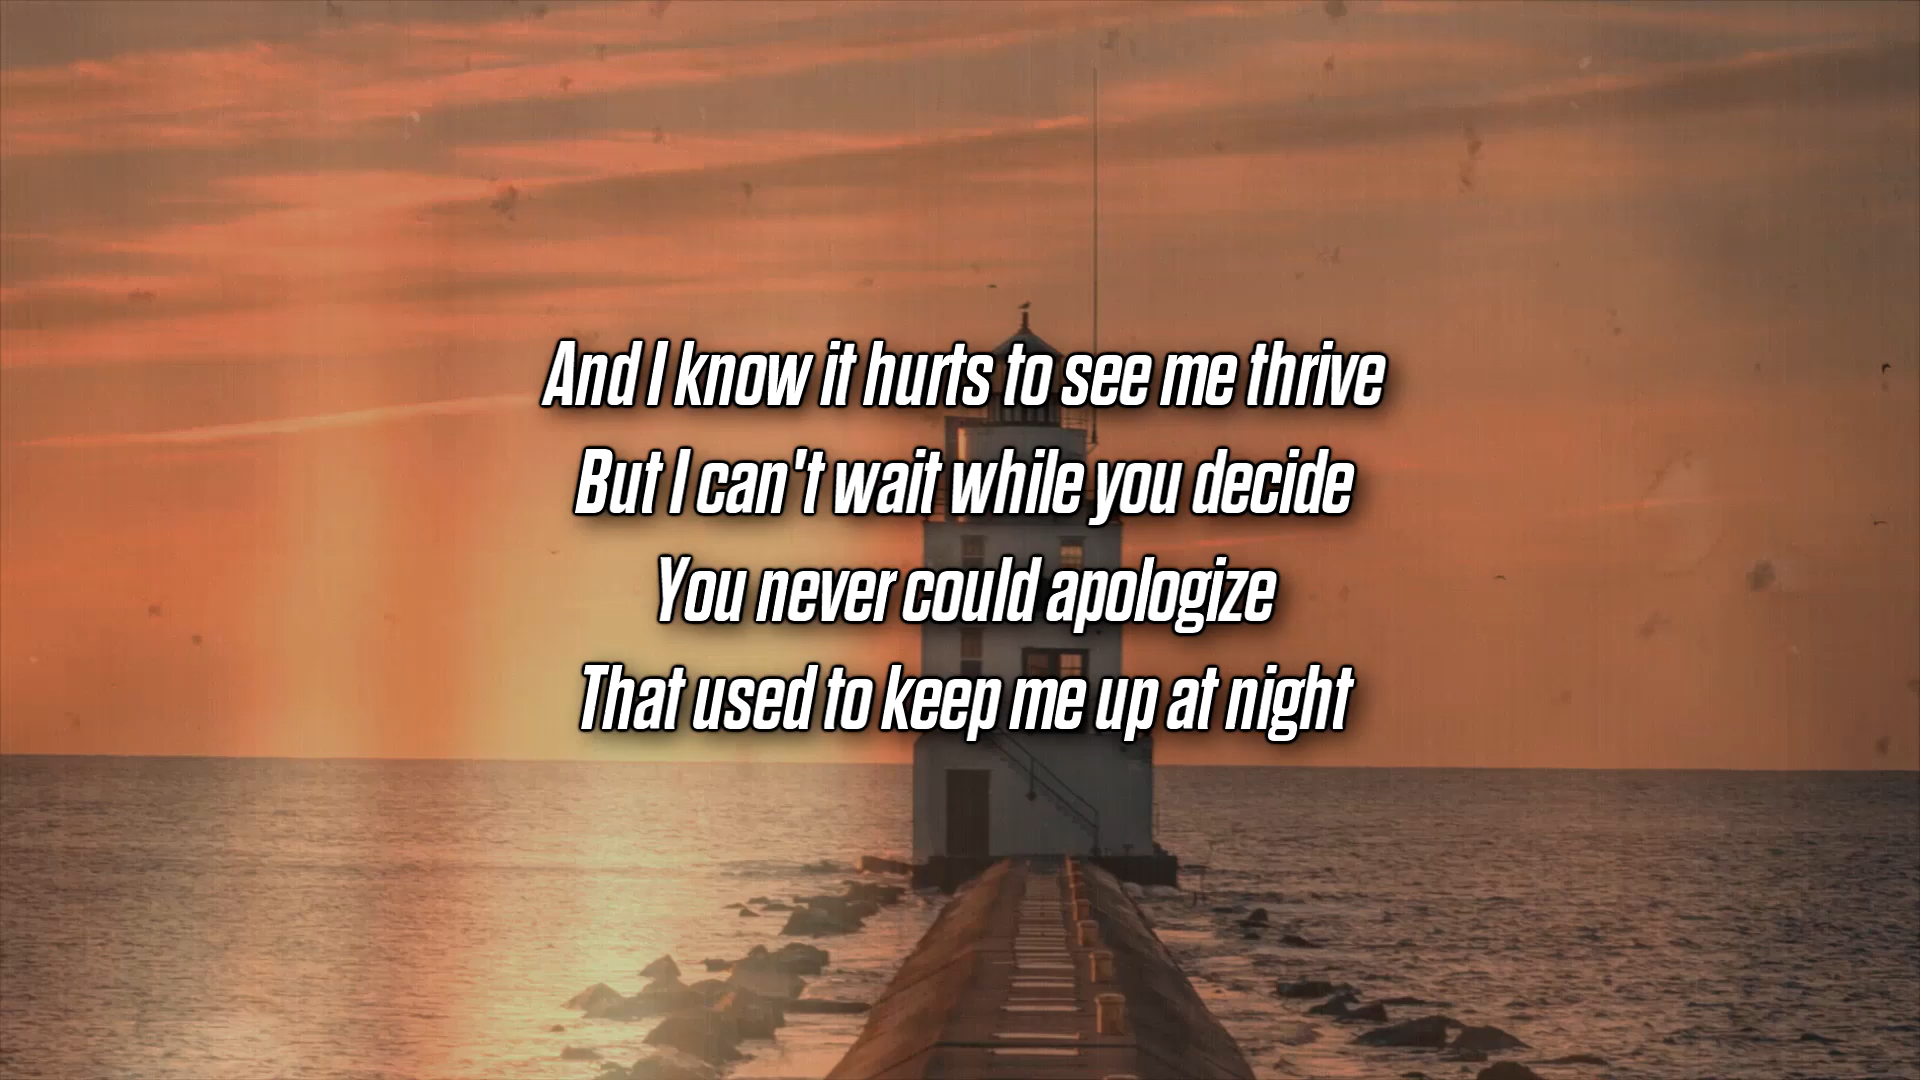 And I know it hurts to see me thrive
But I can't wait while you decide
You never could apologize
That used to keep me up at night